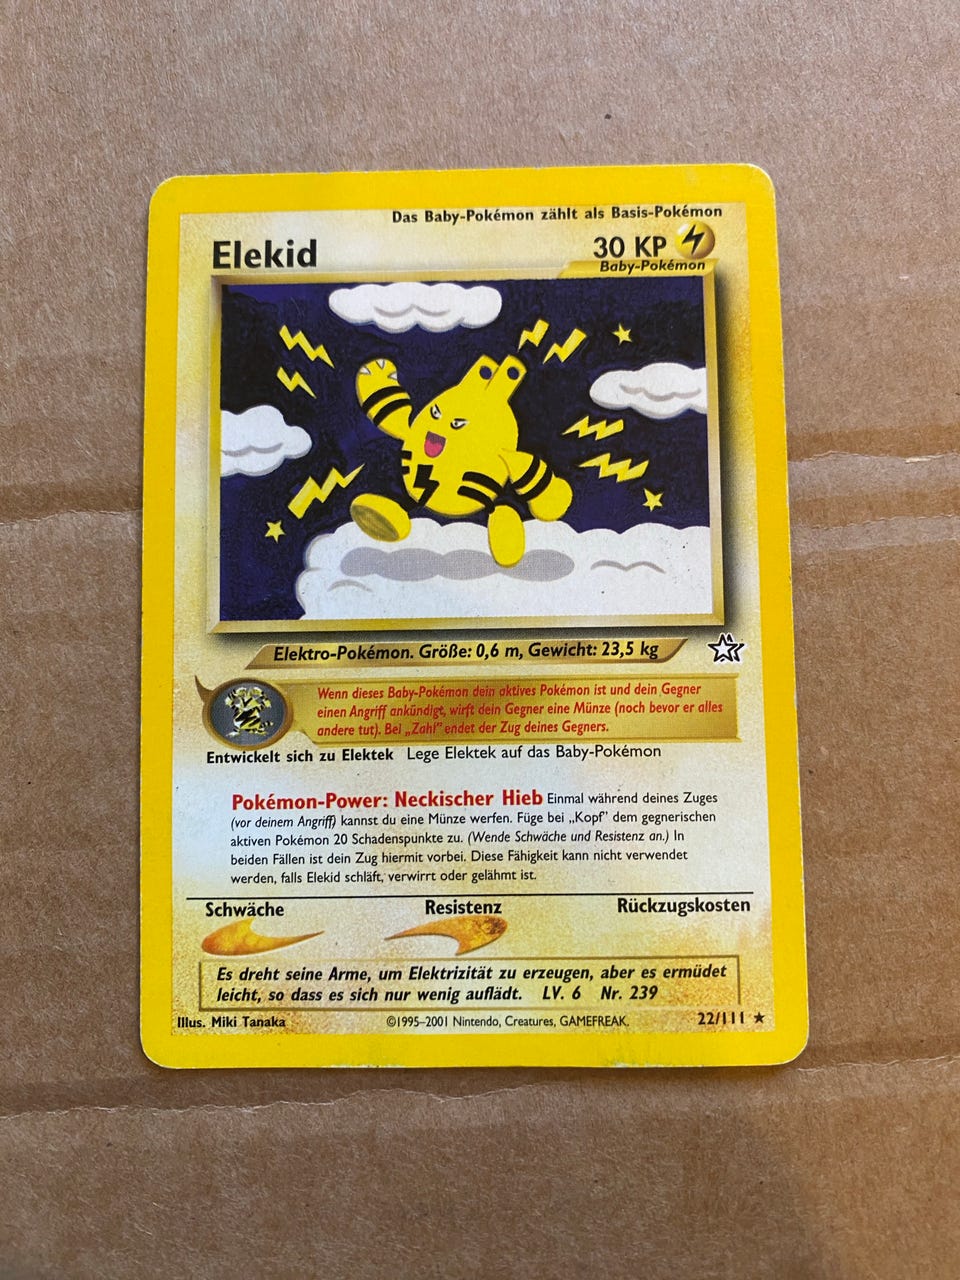 Das Baby-Pokémon zählt als Basis-Pokémon
Elekid
30 KP
Baby-Pokémon
Elektro-Pokémon. Größe: 0,6 m, Gewicht: 23,5 kg
Wenn dieses Baby-Pokémon dein aktives Pokémon ist und dein Gegner
einen Angriff ankündigt, wirft dein Gegner eine Münze (noch bevor er alles
andere tut). Bei „Zahl" endet der Zug deines Gegners.
Entwickelt sich zu Elektek Lege Elektek auf das Baby-Pokémon
Pokémon-Power: Neckischer Hieb Einmal während deines Zuges
(vor deinem Angriff) kannst du eine Münze werfen. Füge bei „Kopf" dem gegnerischen
aktiven Pokémon 20 Schadenspunkte zu. (Wende Schwäche und Resistenz an.) In
beiden Fällen ist dein Zug hiermit vorbei. Diese Fähigkeit kann nicht verwendet
werden, falls Elekid schläft, verwirrt oder gelähmt ist.
Schwäche Resistenz Rückzugskosten
Es dreht seine Arme, um Elektrizität zu erzeugen, aber es ermüdet
leicht, so dass es sich nur wenig auflädt. LV. 6 Nr. 239
Illus. Miki Tanaka ©1995–2001 Nintendo, Creatures, GAMEFREAK. 22/111 ★